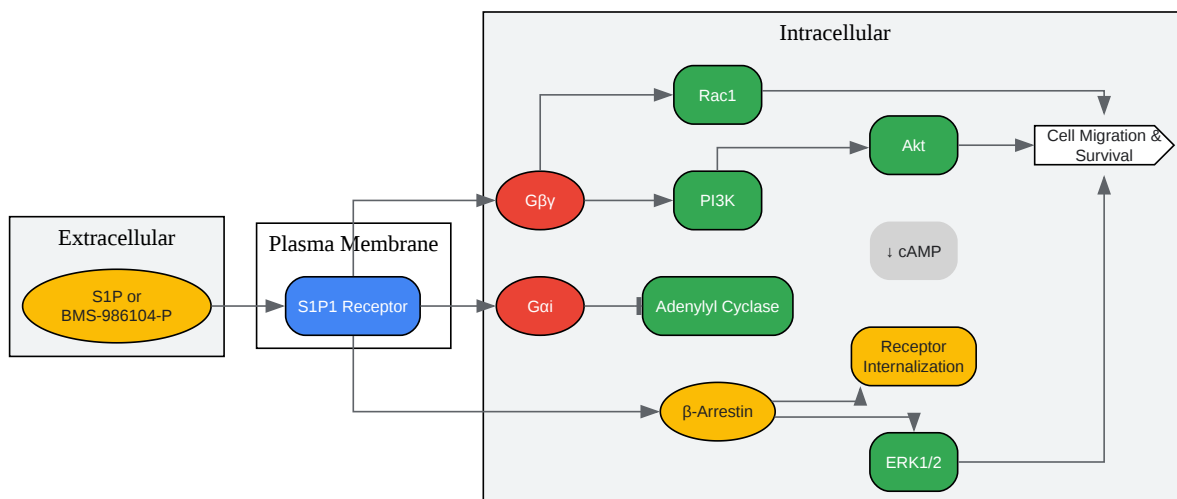 Intracellular
Rac1
Akt
Cell Migration &
Survival
Gβγ
PI3K
Extracellular
Plasma Membrane
↓ cAMP
S1P or
BMS-986104-P
S1P1 Receptor
Gαi
Adenylyl Cyclase
Receptor
Internalization
β-Arrestin
ERK1/2